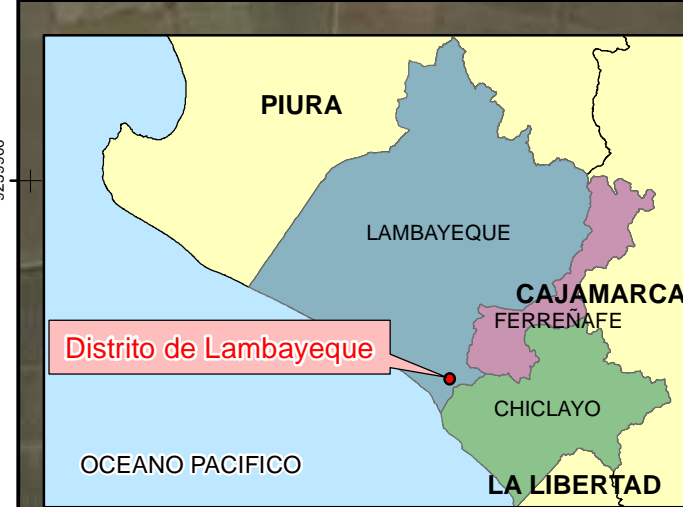 PIURA
LAMBAYEQUE
CAJAMARCA
FERREÑAFE
Distrito de Lambayeque
CHICLAYO
OCEANO PACIFICO
LA LIBERTAD